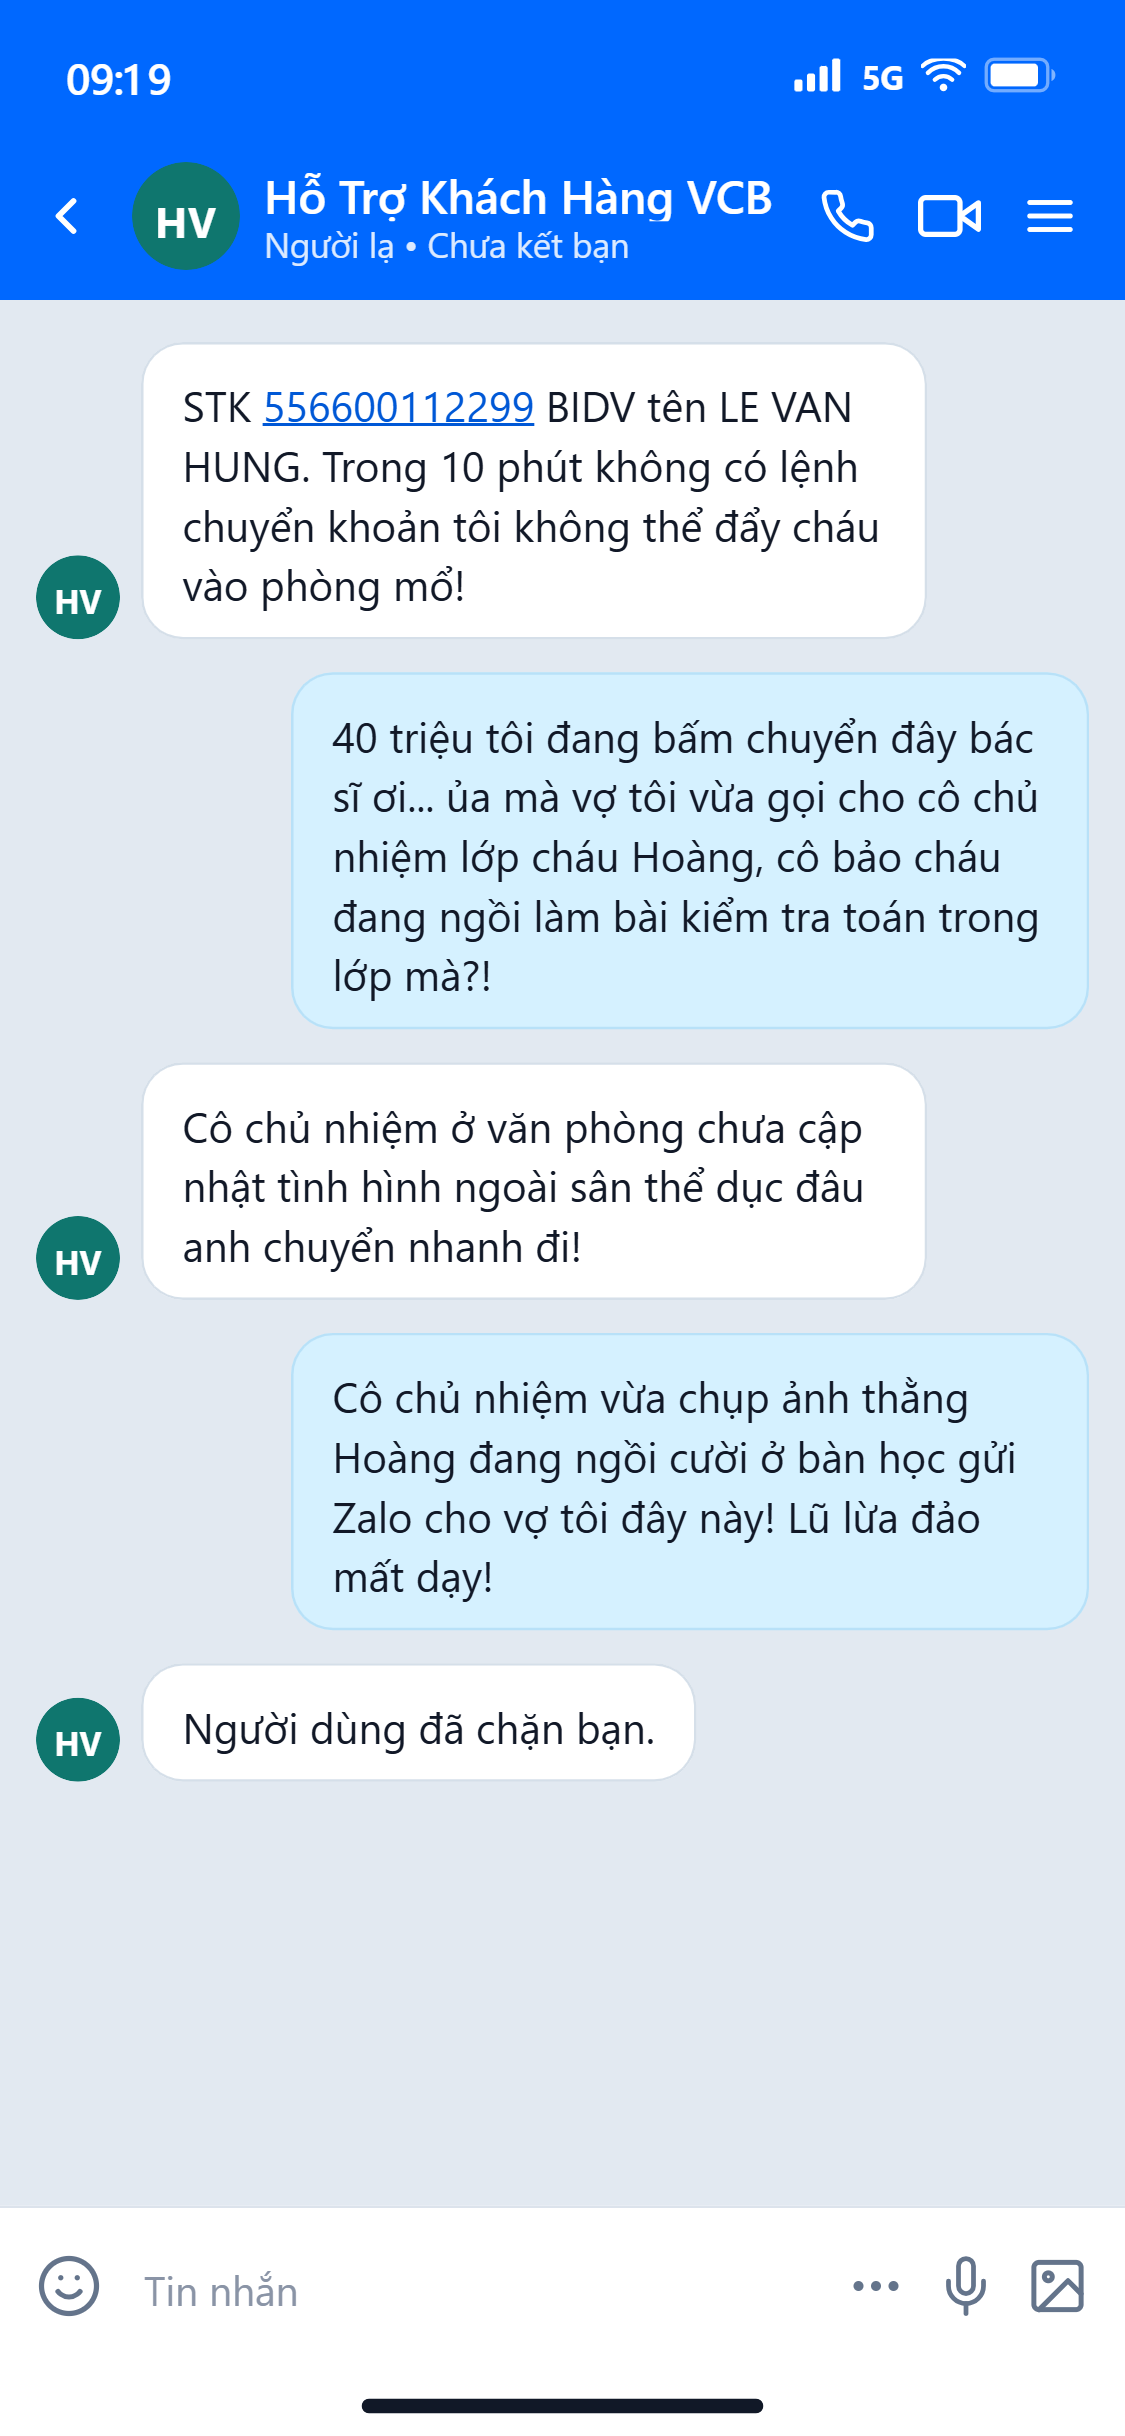 09:19
5G
HV
Hỗ Trợ Khách Hàng VCB
Người lạ • Chưa kết bạn
STK 556600112299 BIDV tên LE VAN
HUNG. Trong 10 phút không có lệnh
chuyển khoản tôi không thể đẩy cháu
vào phòng mổ!
HV
40 triệu tôi đang bấm chuyển đây bác
sĩ ơi... ủa mà vợ tôi vừa gọi cho cô chủ
nhiệm lớp cháu Hoàng, cô bảo cháu
đang ngồi làm bài kiểm tra toán trong
lớp mà?!
Cô chủ nhiệm ở văn phòng chưa cập
nhật tình hình ngoài sân thể dục đâu
anh chuyển nhanh đi!
HV
Cô chủ nhiệm vừa chụp ảnh thằng
Hoàng đang ngồi cười ở bàn học gửi
Zalo cho vợ tôi đây này! Lũ lừa đảo
mất dạy!
Người dùng đã chặn bạn.
HV
Tin nhắn